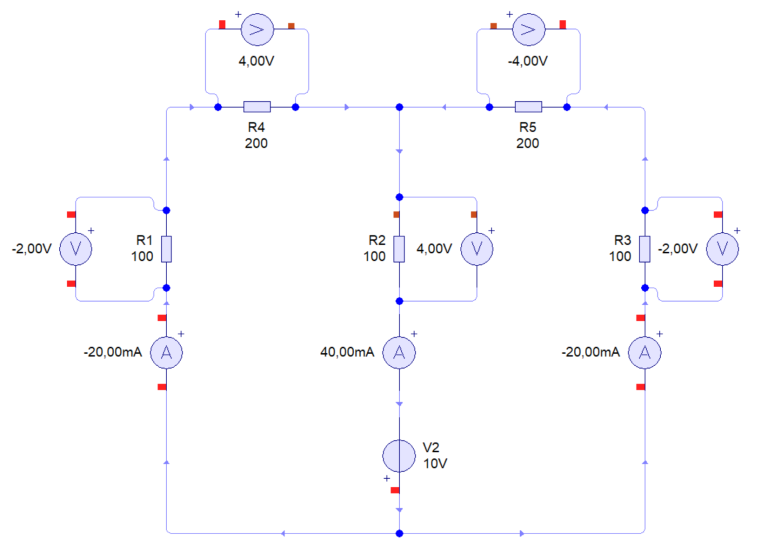 +
+
4,00V
-4,00V
R4
200
R5
200
+
-2,00V
V
R1
100
R2
100
4,00V
V
+
R3
100
-2,00V
V
+
-20,00mA
A
+
40,00mA
A
+
-20,00mA
A
+
V2
10V
+